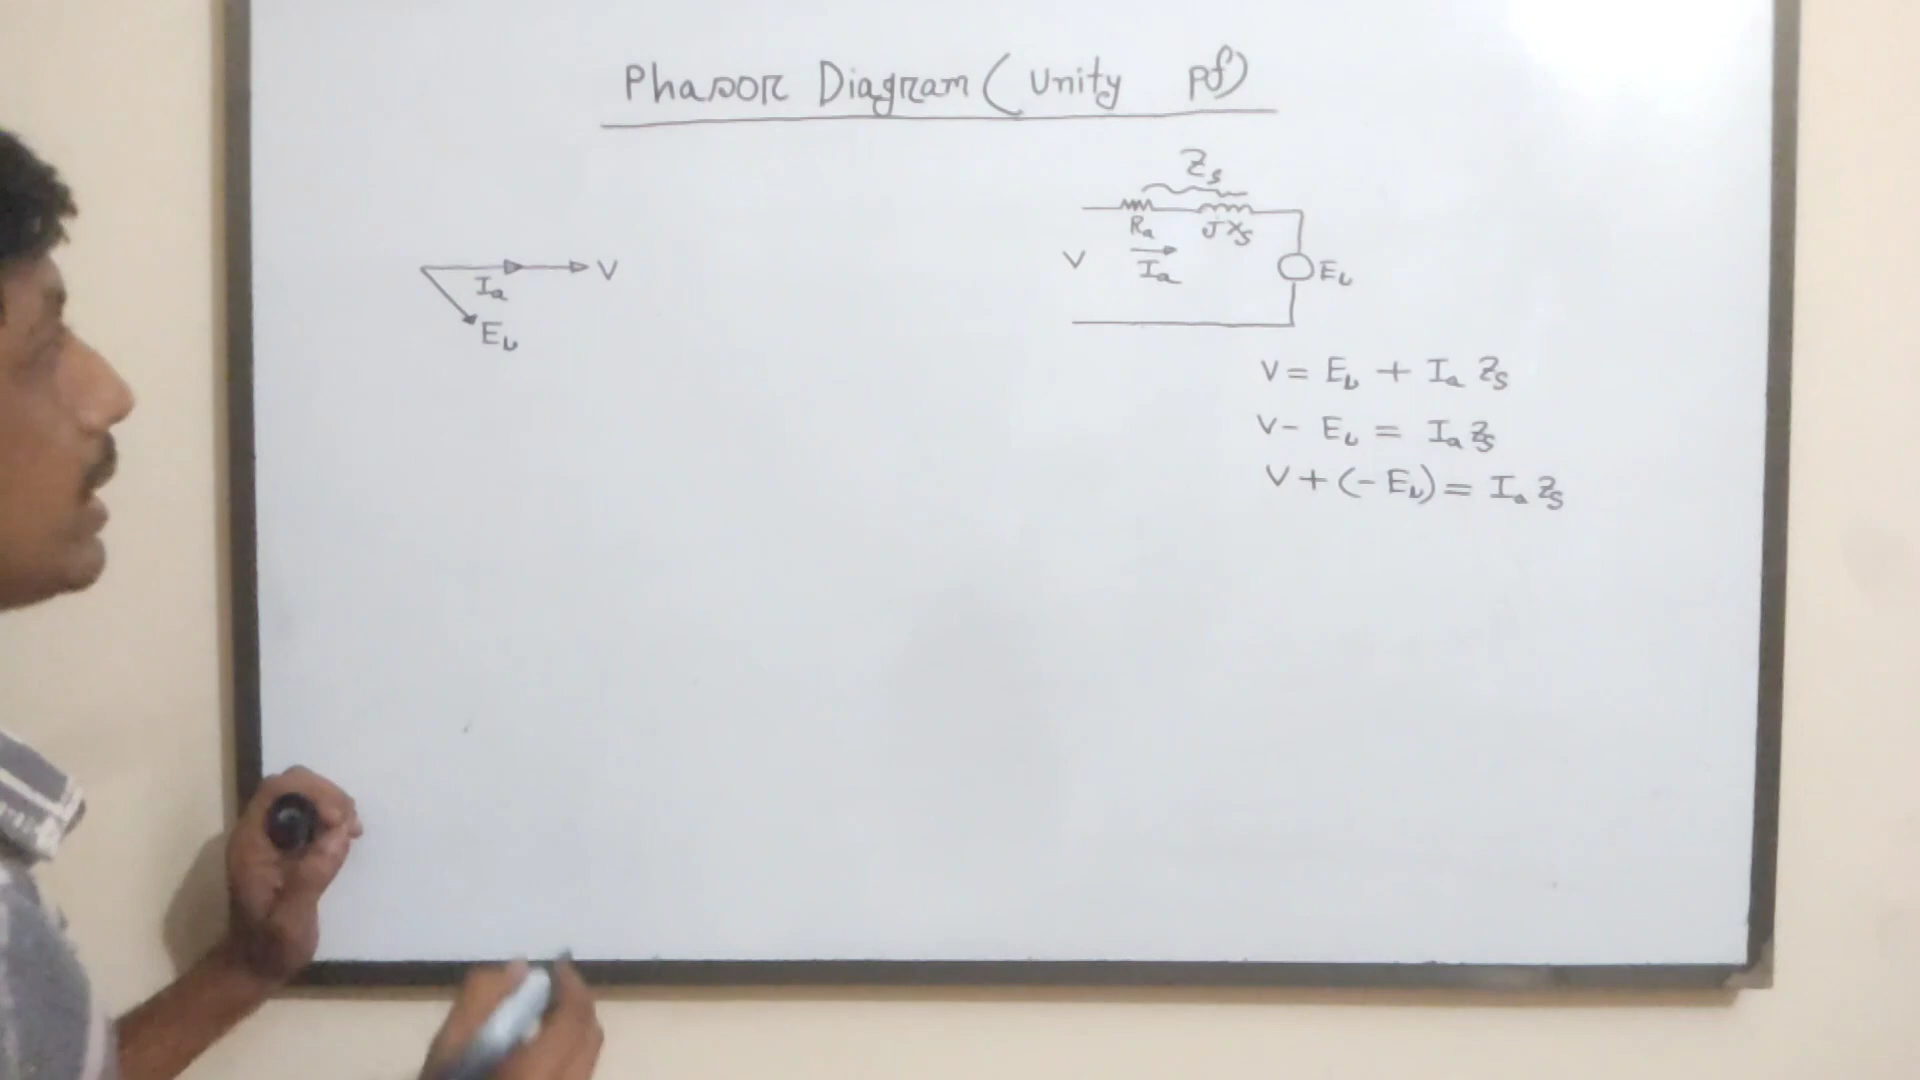 Phasor Diagram (Unity pf)
Zs
Ra
JXs
V
Ia
Eb
V
Ia
Eb
V = Eb + Ia Zs
V - Eb = Ia Zs
V + (- Eb) = Ia Zs